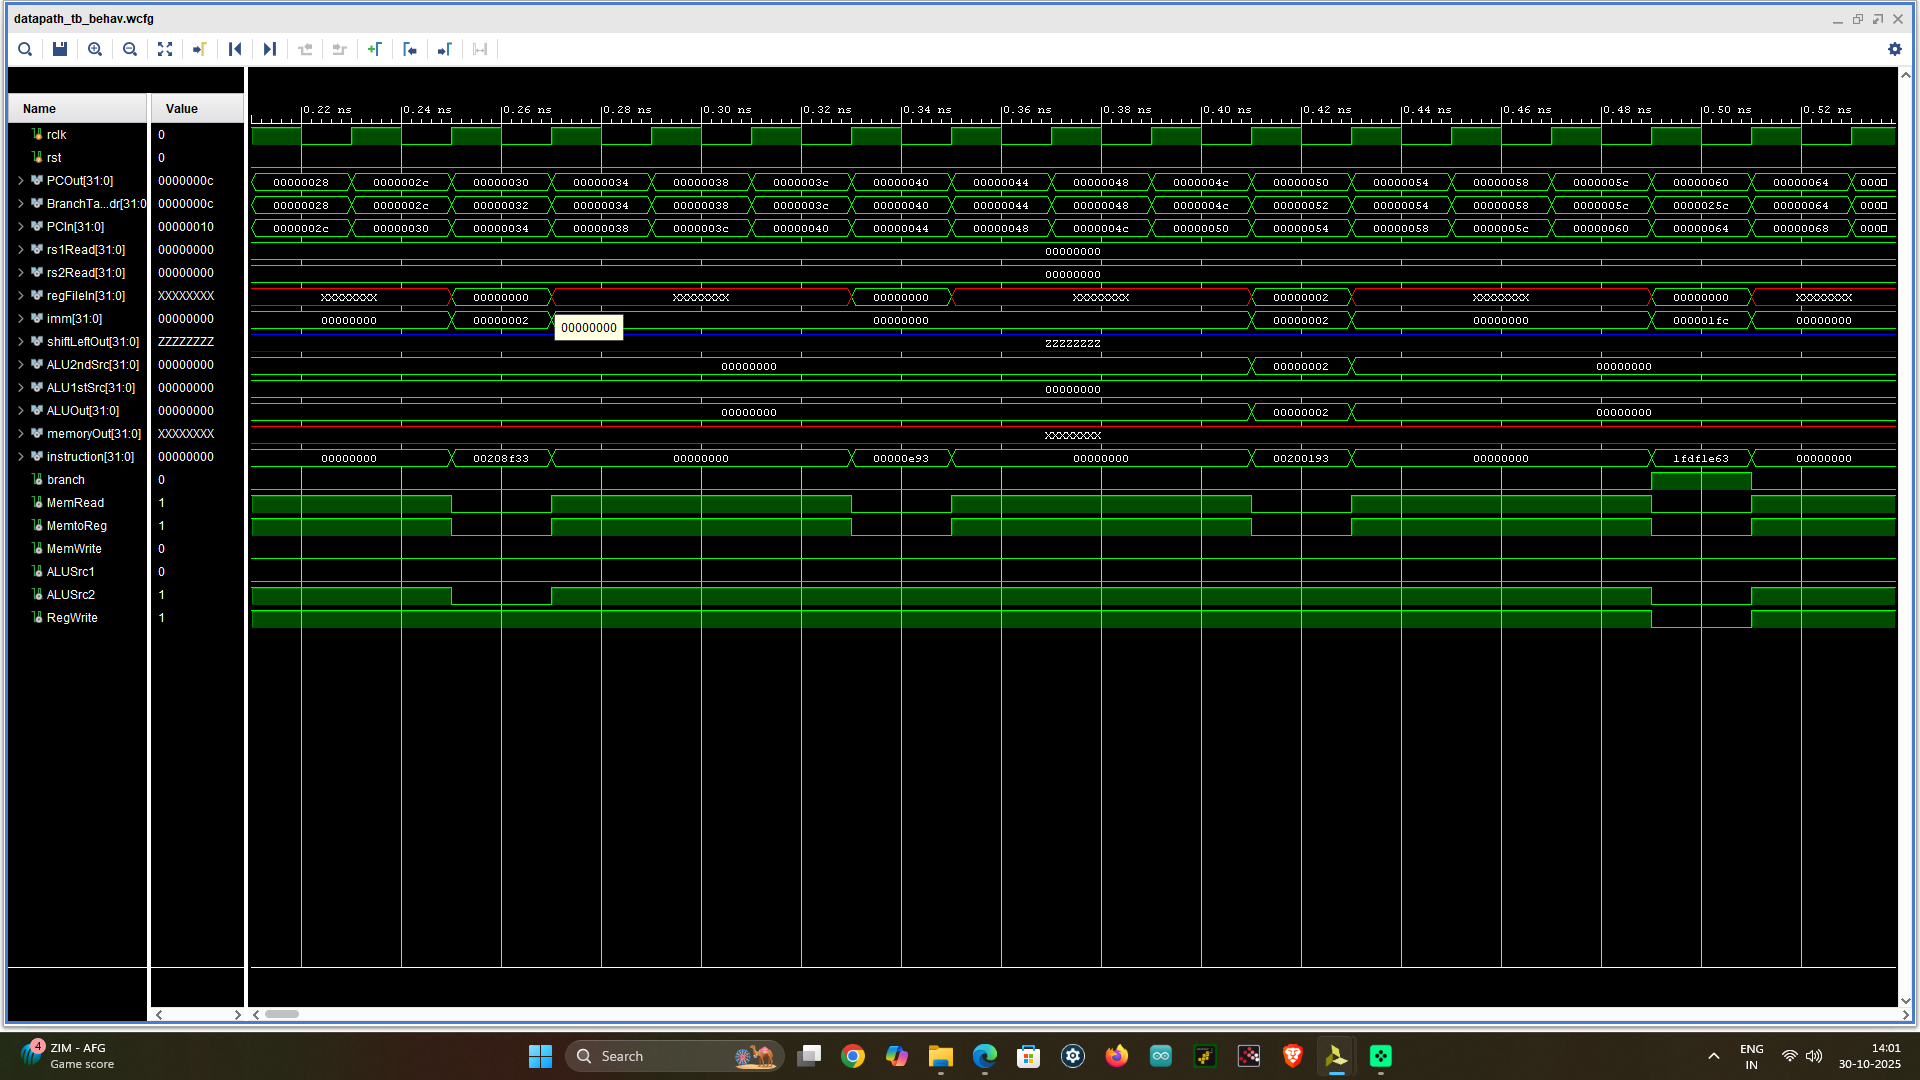 datapath_tb_behav.wcfg
Name Value
0.22 ns 0.24 ns 0.26 ns 0.28 ns 0.30 ns 0.32 ns 0.34 ns 0.36 ns 0.38 ns 0.40 ns 0.42 ns 0.44 ns 0.46 ns 0.48 ns 0.50 ns 0.52 ns
rclk 0
rst 0
PCOut[31:0] 0000000c 00000028 0000002c 00000030 00000034 00000038 0000003c 00000040 00000044 00000048 0000004c 00000050 00000054 00000058 0000005c 00000060 00000064 000
BranchTa...dr[31:0 0000000c 00000028 0000002c 00000032 00000034 00000038 0000003c 00000040 00000044 00000048 0000004c 00000052 00000054 00000058 0000005c 0000025c 00000064 000
PCIn[31:0] 00000010 0000002c 00000030 00000034 00000038 0000003c 00000040 00000044 00000048 0000004c 00000050 00000054 00000058 0000005c 00000060 00000064 00000068 000
rs1Read[31:0] 00000000 00000000
rs2Read[31:0] 00000000 00000000
regFileIn[31:0] XXXXXXXX XXXXXXXX 00000000 XXXXXXXX 00000000 XXXXXXXX 00000002 XXXXXXXX 00000000 XXXXXXXX
imm[31:0] 00000000 00000000 00000002 00000000 00000000 00000002 00000000 000001fc 00000000
shiftLeftOut[31:0] ZZZZZZZZ ZZZZZZZZ
ALU2ndSrc[31:0] 00000000 00000000 00000002 00000000
ALU1stSrc[31:0] 00000000 00000000
ALUOut[31:0] 00000000 00000000 00000002 00000000
memoryOut[31:0] XXXXXXXX XXXXXXXX
instruction[31:0] 00000000 00000000 00208f33 00000000 00000e93 00000000 00200193 00000000 1fdf1e63 00000000
branch 0
MemRead 1
MemtoReg 1
MemWrite 0
ALUSrc1 0
ALUSrc2 1
RegWrite 1
4 ZIM - AFG
Game score
Search
ENG
IN
14:01
30-10-2025